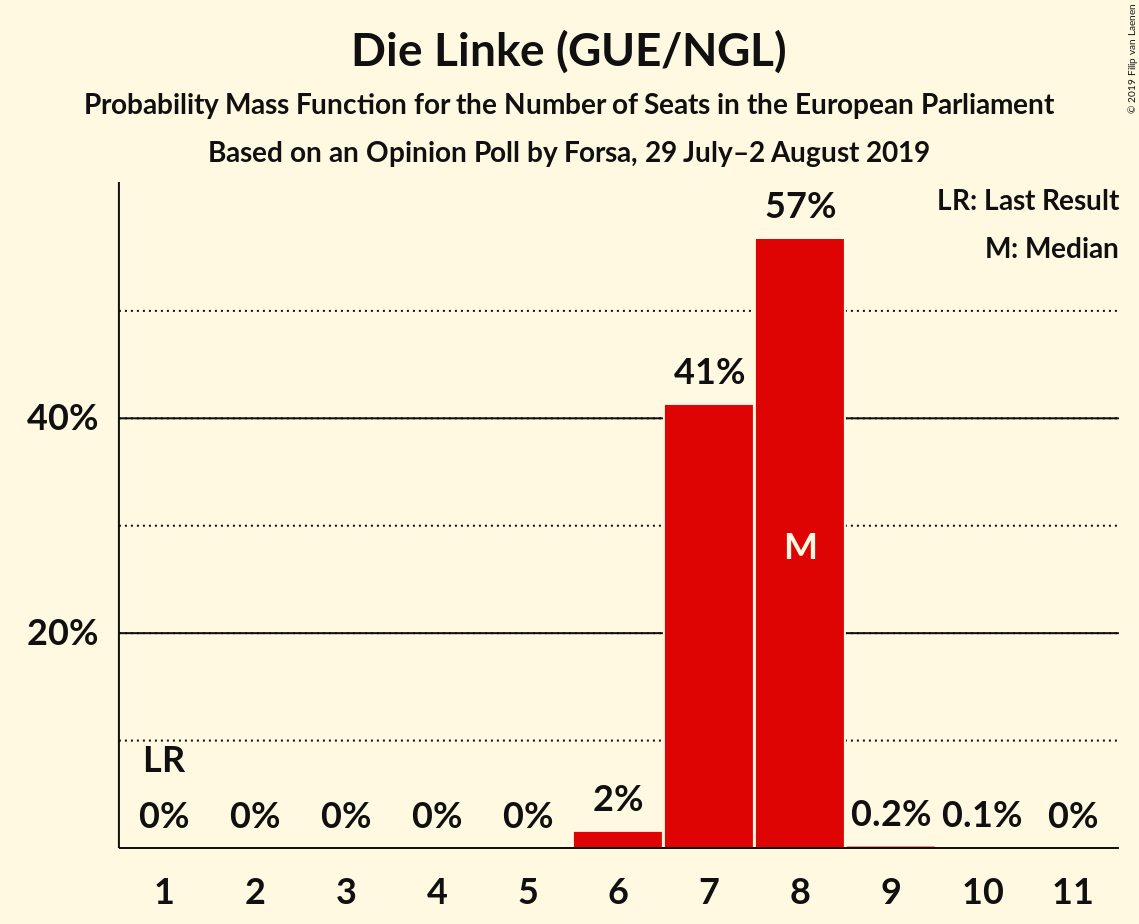 Die Linke (GUE/NGL)
Probability Mass Function for the Number of Seats in the European Parliament
Based on an Opinion Poll by Forsa, 29 July–2 August 2019
© 2019 Filip van Laenen
LR: Last Result
M: Median
57%
41%
40%
M
20%
LR
0% 0% 0% 0% 0% 2% 0.2% 0.1% 0%
1 2 3 4 5 6 7 8 9 10 11